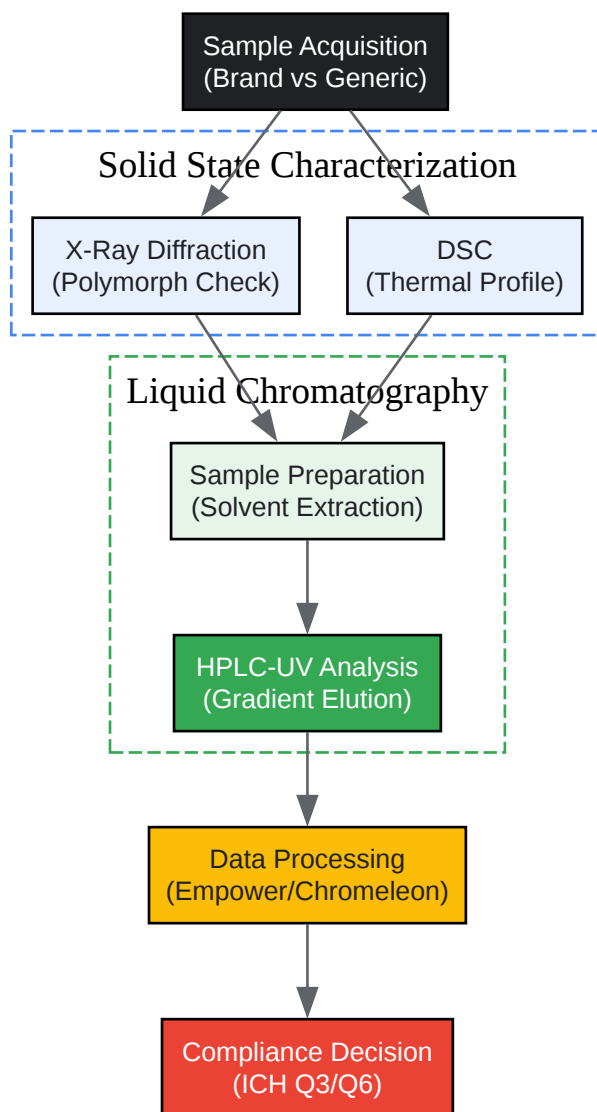 Sample Acquisition
(Brand vs Generic)
Solid State Characterization
X-Ray Diffraction
(Polymorph Check)
DSC
(Thermal Profile)
Liquid Chromatography
Sample Preparation
(Solvent Extraction)
HPLC-UV Analysis
(Gradient Elution)
Data Processing
(Empower/Chromeleon)
Compliance Decision
(ICH Q3/Q6)